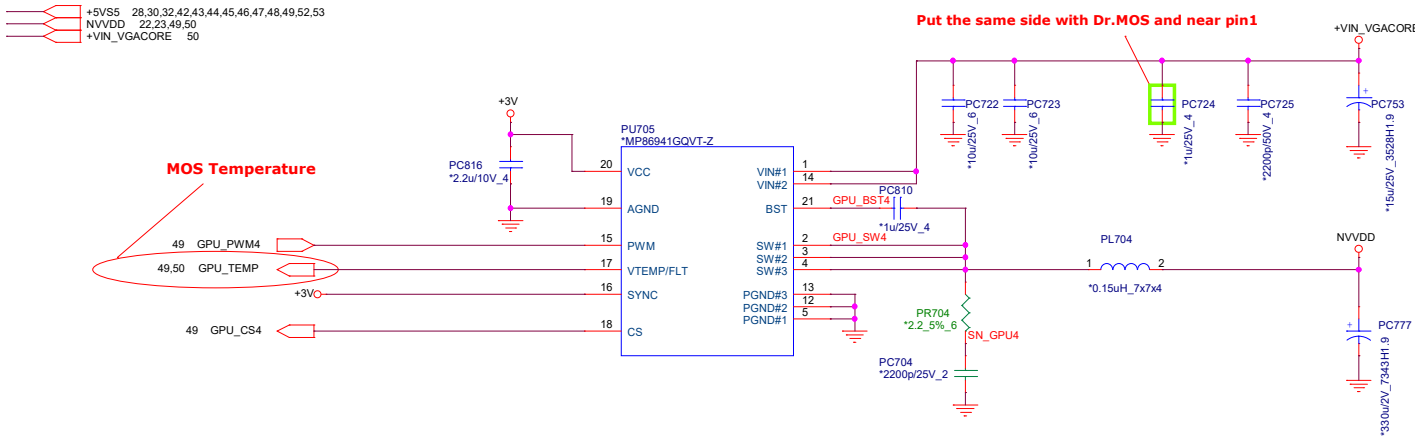 +5VS5 28,30,32,42,43,44,45,46,47,48,49,52,53
NVVDD 22,23,49,50
+VIN_VGACORE 50
Put the same side with Dr.MOS and near pin1
+VIN_VGACORE
+3V
PC722
*10u/25V_6
PC723
*10u/25V_6
PC724
*1u/25V_4
PC725
*2200p/50V_4
PC753
*15u/25V_3528H1.9
PU705
*MP86941GQVT-Z
PC816
*2.2u/10V_4
MOS Temperature
20 VCC
19 AGND
49 GPU_PWM4
15 PWM
49,50 GPU_TEMP
17 VTEMP/FLT
+3V
16 SYNC
49 GPU_CS4
18 CS
VIN#1 1
VIN#2 14
BST 21
GPU_BST4
PC810
*1u/25V_4
SW#1 2
GPU_SW4
SW#2 3
SW#3 4
PGND#3 13
PGND#2 12
PGND#1 5
PL704
1 2
*0.15uH_7x7x4
NVVDD
PR704
*2.2_5%_6
SN_GPU4
PC704
*2200p/25V_2
PC777
*330u/2V_7343H1.9